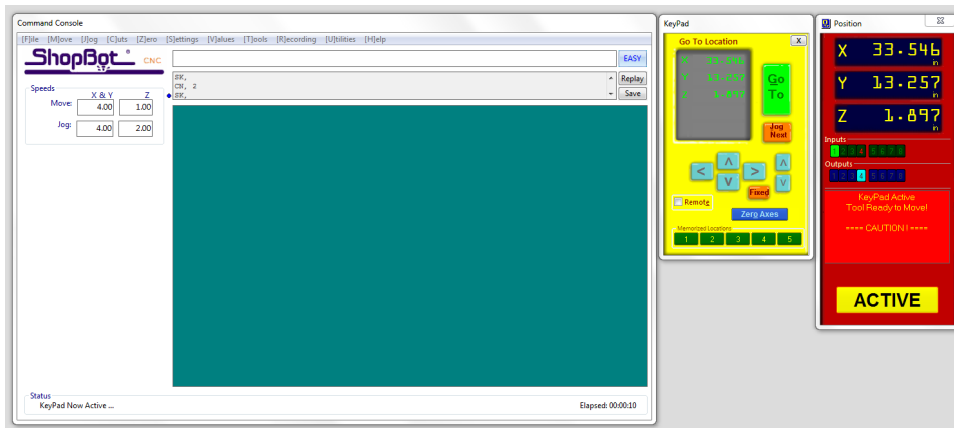 Command Console
[F]ile [M]ove [J]og [C]uts [Z]ero [S]ettings [V]alues [T]ools [R]ecording [U]tilities [H]elp
ShopBot ® CNC
EASY
SK,
CN, 2
SK,
Replay
Save
Speeds
X & Y Z
Move: 4.00 1.00
Jog: 4.00 2.00
Status
KeyPad Now Active ...
Elapsed: 00:00:10
KeyPad
Go To Location
X
X 33.546
Y 13.257
Z 1.897
Go
To
Jog
Next
< Λ V > Λ V
Fixed
Remote
Zero Axes
Memorized Locations
1 2 3 4 5
Position
X 33.546
in
Y 13.257
in
Z 1.897
in
Inputs
1 2 3 4 5 6 7 8
Outputs
1 2 3 4 5 6 7 8
KeyPad Active
Tool Ready to Move!
==== CAUTION ! ====
ACTIVE